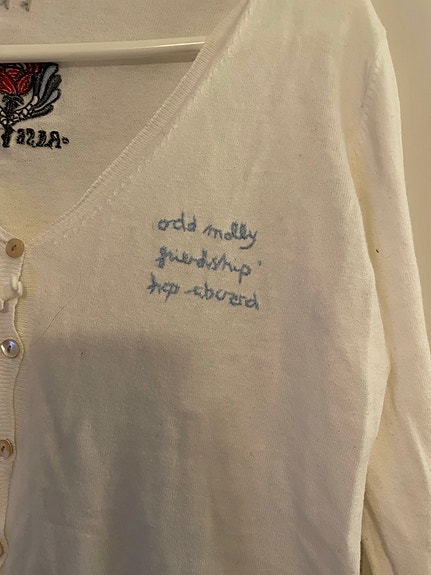 odd molly
friendship'
hop aboard